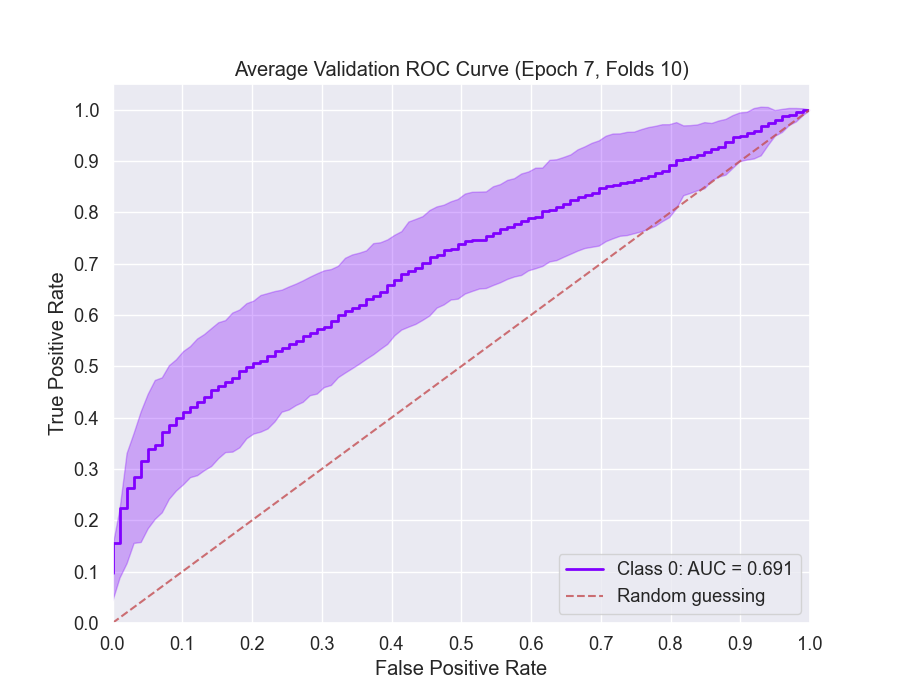 Average Validation ROC Curve (Epoch 7, Folds 10)
True Positive Rate
1.0
0.9
0.8
0.7
0.6
0.5
0.4
0.3
0.2
0.1
0.0
Class 0: AUC = 0.691
Random guessing
0.0 0.1 0.2 0.3 0.4 0.5 0.6 0.7 0.8 0.9 1.0
False Positive Rate